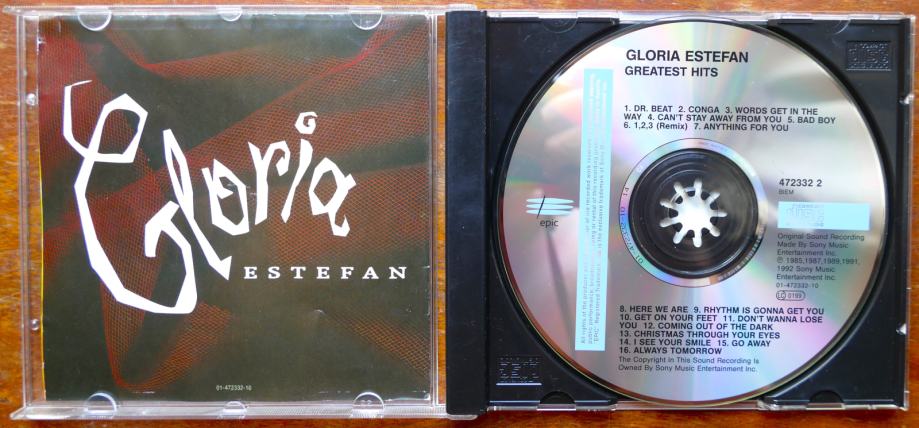 Gloria
ESTEFAN
01-472332-10
GLORIA ESTEFAN
GREATEST HITS
1. DR. BEAT 2. CONGA 3. WORDS GET IN THE
WAY 4. CAN'T STAY AWAY FROM YOU 5. BAD BOY
6. 1,2,3 (Remix) 7. ANYTHING FOR YOU
epic
472332 2
BIEM
Original Sound Recording
Made By Sony Music
Entertainment Inc.
℗ 1985,1987,1989,1991,
1992 Sony Music
Entertainment Inc.
01-472332-10
LC 0199
8. HERE WE ARE 9. RHYTHM IS GONNA GET YOU
10. GET ON YOUR FEET 11. DON'T WANNA LOSE
YOU 12. COMING OUT OF THE DARK
13. CHRISTMAS THROUGH YOUR EYES
14. I SEE YOUR SMILE 15. GO AWAY
16. ALWAYS TOMORROW
The Copyright In This Sound Recording Is
Owned By Sony Music Entertainment Inc.